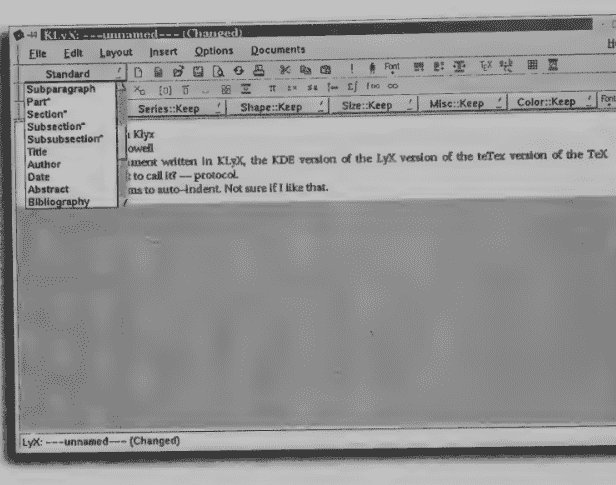 KLyX: ---unnamed--- (Changed)
File Edit Layout Insert Options Documents
Standard
Font
Subparagraph
Part*
Section*
Subsection*
Subsubsection*
Title
Author
Date
Abstract
Bibliography
Series::Keep Shape::Keep Size::Keep Misc::Keep Color::Keep Font
Klyx
owell
ument written in KLyX, the KDE version of the LyX version of the teTex version of the TeX
t to call it? — protocol.
ms to auto-indent. Not sure if I like that.
LyX: ---unnamed--- (Changed)